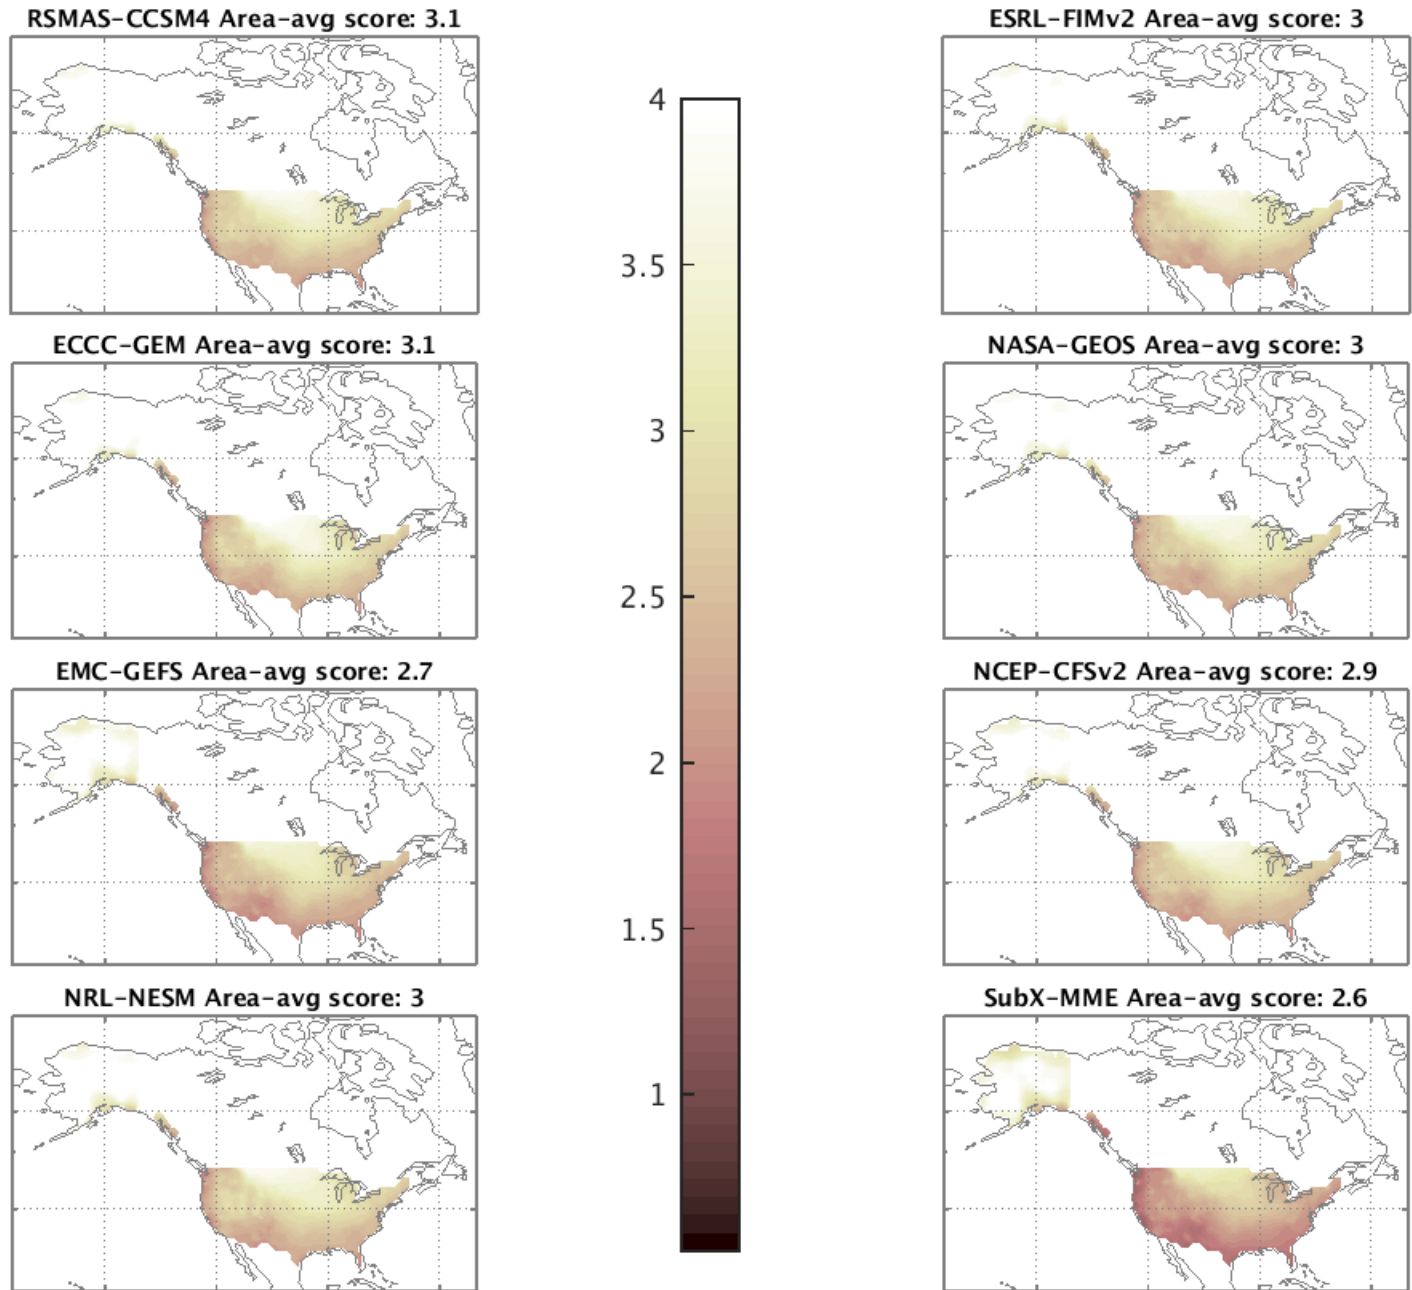 RSMAS-CCSM4 Area-avg score: 3.1
ESRL-FIMv2 Area-avg score: 3
ECCC-GEM Area-avg score: 3.1
NASA-GEOS Area-avg score: 3
EMC-GEFS Area-avg score: 2.7
NCEP-CFSv2 Area-avg score: 2.9
NRL-NESM Area-avg score: 3
SubX-MME Area-avg score: 2.6
4
3.5
3
2.5
2
1.5
1